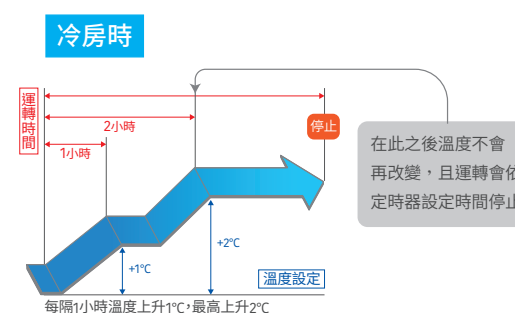 冷房時
運轉時間
2小時
停止
1小時
在此之後溫度不會
再改變，且運轉會依
定時器設定時間停止
+2℃
+1℃
溫度設定
每隔1小時溫度上升1℃,最高上升2℃